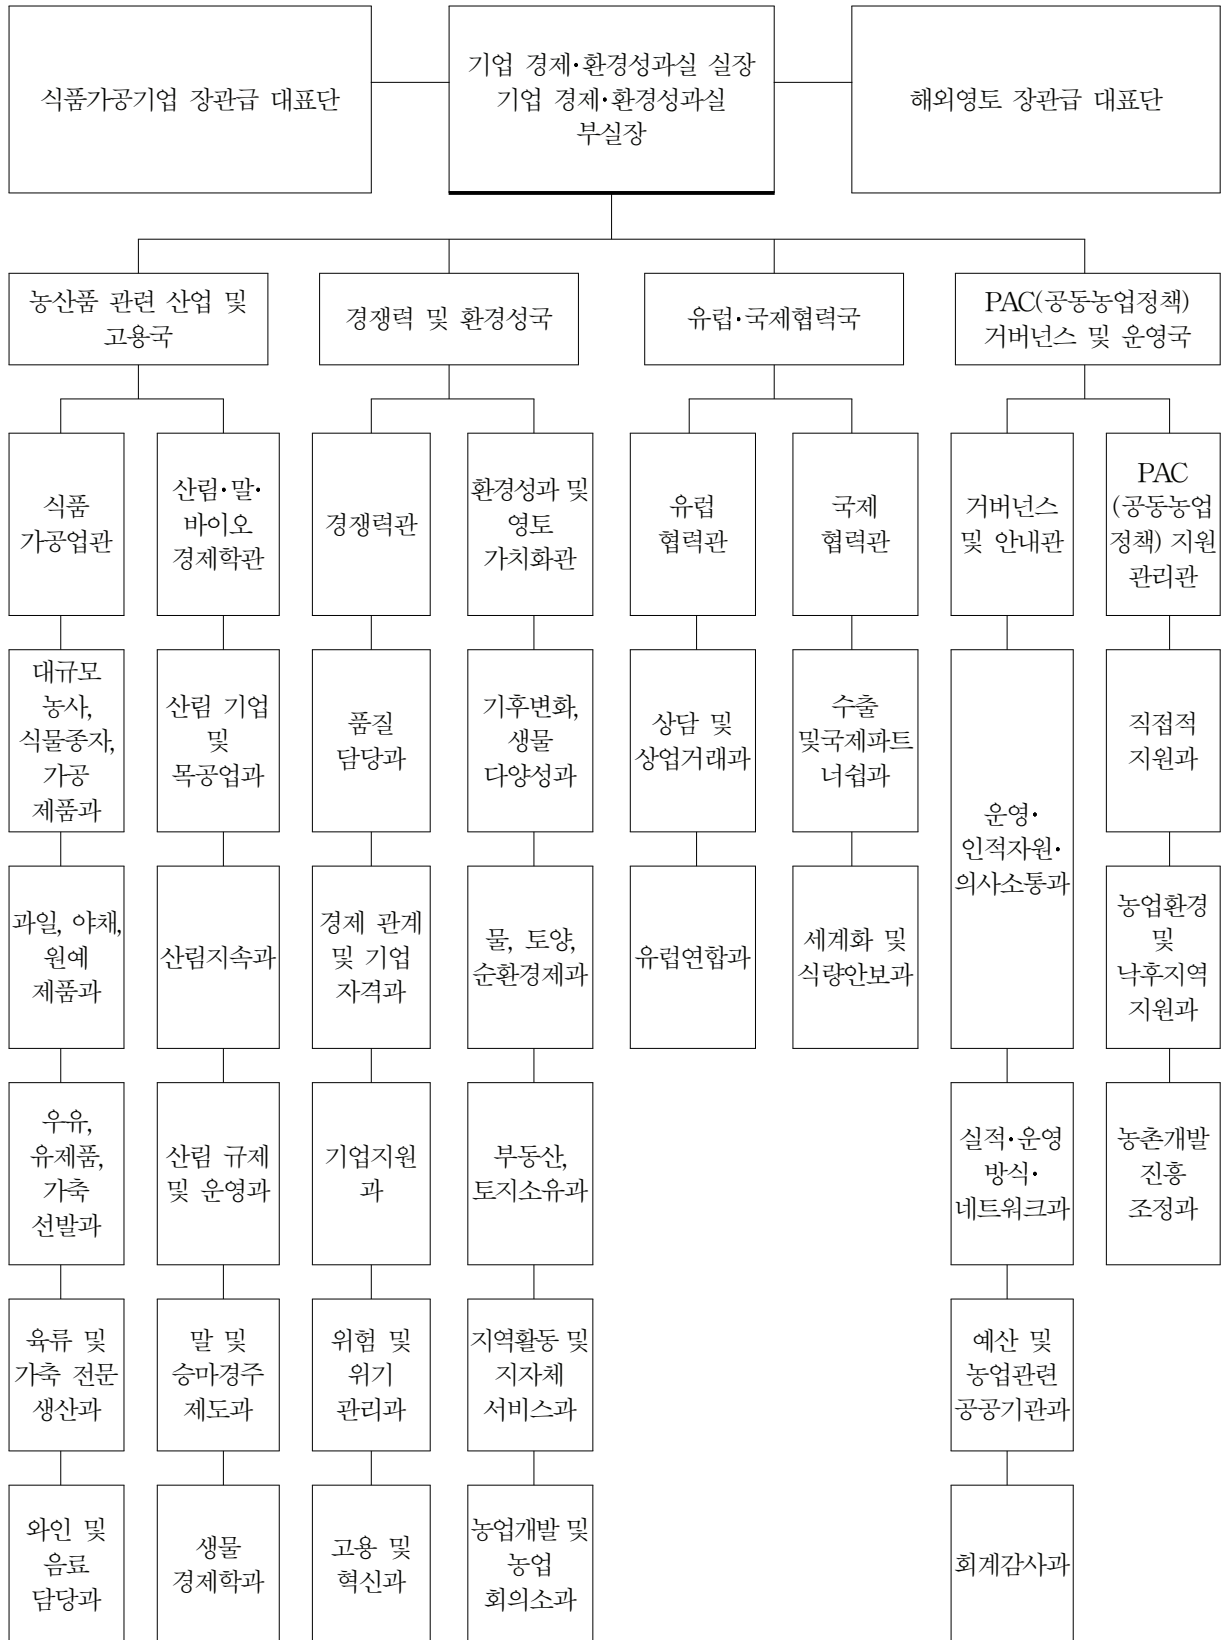 식품가공기업 장관급 대표단
기업 경제·환경성과실 실장
기업 경제·환경성과실
부실장
해외영토 장관급 대표단
농산품 관련 산업 및
고용국
경쟁력 및 환경성국
유럽·국제협력국
PAC(공동농업정책)
거버넌스 및 운영국
식품
가공업관
산림·말·
바이오
경제학관
경쟁력관
환경성과 및
영토
가치화관
유럽
협력관
국제
협력관
거버넌스
및 안내관
PAC
(공동농업
정책) 지원
관리관
대규모
농사,
식물종자,
가공
제품과
산림 기업
및
목공업과
품질
담당과
기후변화,
생물
다양성과
상담 및
상업거래과
수출
및국제파트
너쉽과
운영·
인적자원·
의사소통과
직접적
지원과
과일, 야채,
원예
제품과
산림지속과
경제 관계
및 기업
자격과
물, 토양,
순환경제과
유럽연합과
세계화 및
식량안보과
농업환경
및
낙후지역
지원과
우유,
유제품,
가축
선발과
산림 규제
및 운영과
기업지원
과
부동산,
토지소유과
실적·운영
방식·
네트워크과
농촌개발
진흥
조정과
육류 및
가축 전문
생산과
말 및
승마경주
제도과
위험 및
위기
관리과
지역활동 및
지자체
서비스과
예산 및
농업관련
공공기관과
와인 및
음료
담당과
생물
경제학과
고용 및
혁신과
농업개발 및
농업
회의소과
회계감사과